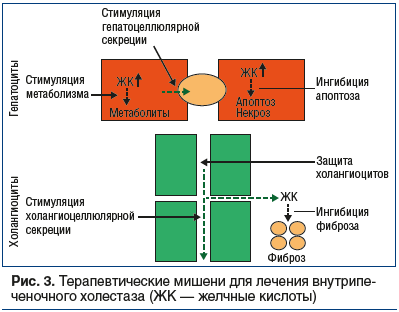 Стимуляция
гепатоцеллюлярной
секреции
Гепатоциты
Стимуляция
метаболизма
ЖК
Метаболиты
ЖК
Апоптоз
Некроз
Ингибиция
апоптоза
Холангиоциты
Стимуляция
холангиоцеллюлярной
секреции
Защита
холангиоцитов
ЖК
Ингибиция
фиброза
Фиброз
Рис. 3. Терапевтические мишени для лечения внутрипе-
ченочного холестаза (ЖК — желчные кислоты)